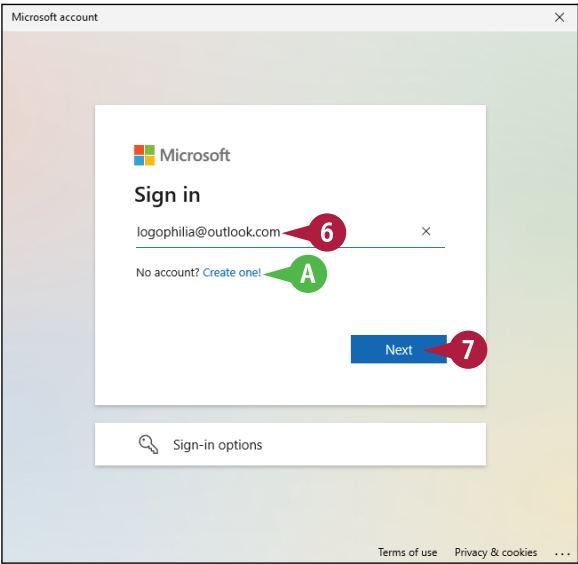 Microsoft account
Microsoft
Sign in
logophilia@outlook.com 6
No account? Create one! A
Next 7
Sign-in options
Terms of use Privacy & cookies ...